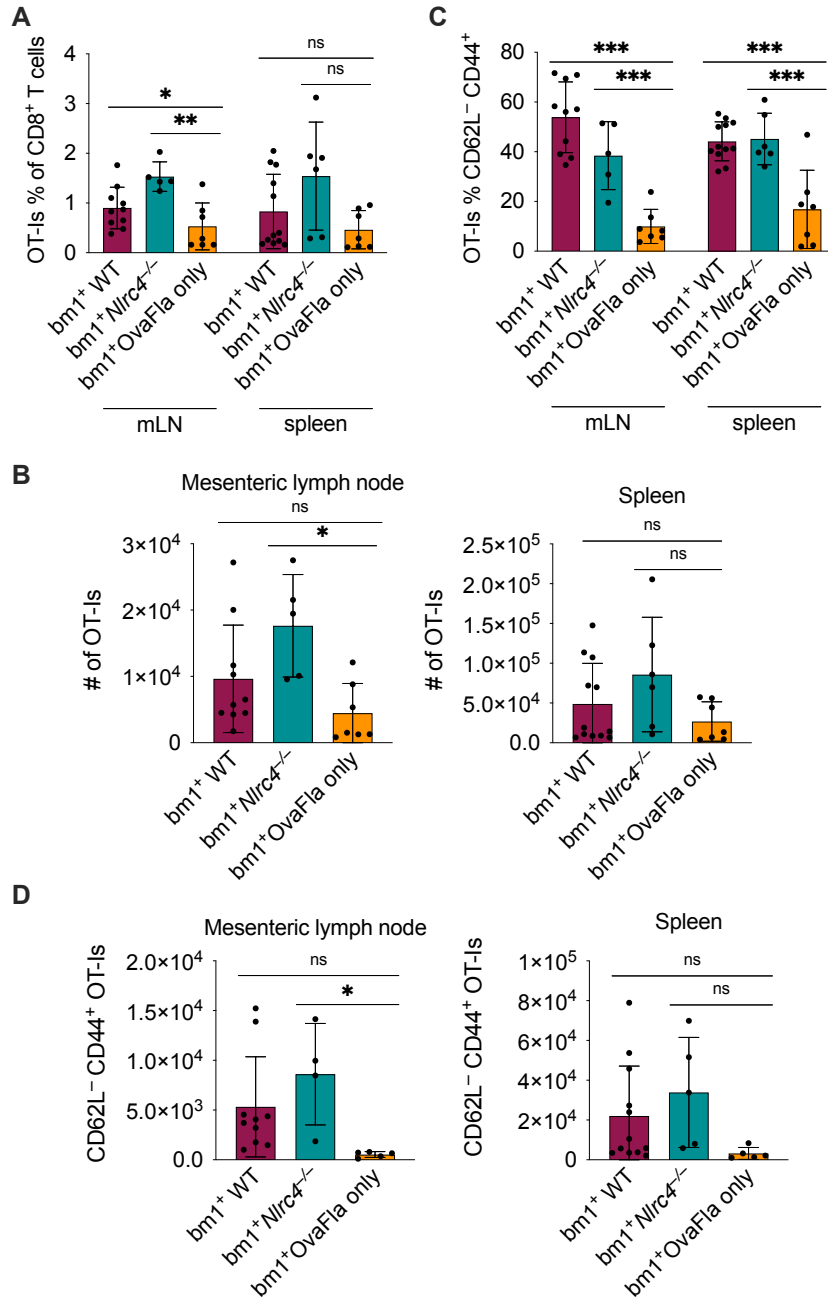 A
OT-Is % of CD8⁺ T cells
4
3
2
1
0
ns
ns
*
**
bm1⁺ WT
bm1⁺Nlrc4⁻/⁻
bm1⁺OvaFla only
bm1⁺ WT
bm1⁺Nlrc4⁻/⁻
bm1⁺OvaFla only
mLN
spleen
C
OT-Is % CD62L⁻ CD44⁺
80
60
40
20
0
***
***
***
***
bm1⁺ WT
bm1⁺Nlrc4⁻/⁻
bm1⁺OvaFla only
bm1⁺ WT
bm1⁺Nlrc4⁻/⁻
bm1⁺OvaFla only
mLN
spleen
B
Mesenteric lymph node
ns
*
# of OT-Is
3×10⁴
2×10⁴
1×10⁴
0
bm1⁺ WT
bm1⁺Nlrc4⁻/⁻
bm1⁺OvaFla only
Spleen
ns
ns
# of OT-Is
2.5×10⁵
2.0×10⁵
1.5×10⁵
1.0×10⁵
5.0×10⁴
0.0
bm1⁺ WT
bm1⁺Nlrc4⁻/⁻
bm1⁺OvaFla only
D
Mesenteric lymph node
ns
*
CD62L⁻ CD44⁺ OT-Is
2.0×10⁴
1.5×10⁴
1.0×10⁴
5.0×10³
0.0
bm1⁺ WT
bm1⁺Nlrc4⁻/⁻
bm1⁺OvaFla only
Spleen
ns
ns
CD62L⁻ CD44⁺ OT-Is
1×10⁵
8×10⁴
6×10⁴
4×10⁴
2×10⁴
0
bm1⁺ WT
bm1⁺Nlrc4⁻/⁻
bm1⁺OvaFla only